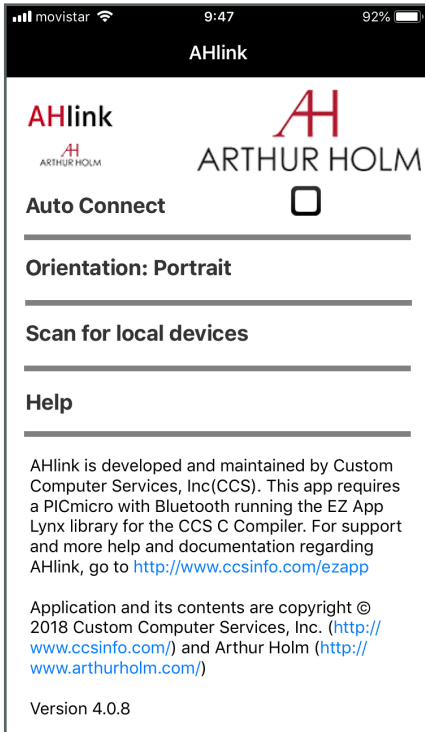 movistar 9:47 92%
AHlink
AHlink
AH
ARTHUR HOLM
AH
ARTHUR HOLM
Auto Connect
Orientation: Portrait
Scan for local devices
Help
AHlink is developed and maintained by Custom
Computer Services, Inc(CCS). This app requires
a PICmicro with Bluetooth running the EZ App
Lynx library for the CCS C Compiler. For support
and more help and documentation regarding
AHlink, go to http://www.ccsinfo.com/ezapp
Application and its contents are copyright ©
2018 Custom Computer Services, Inc. (http://
www.ccsinfo.com/) and Arthur Holm (http://
www.arthurholm.com/)
Version 4.0.8